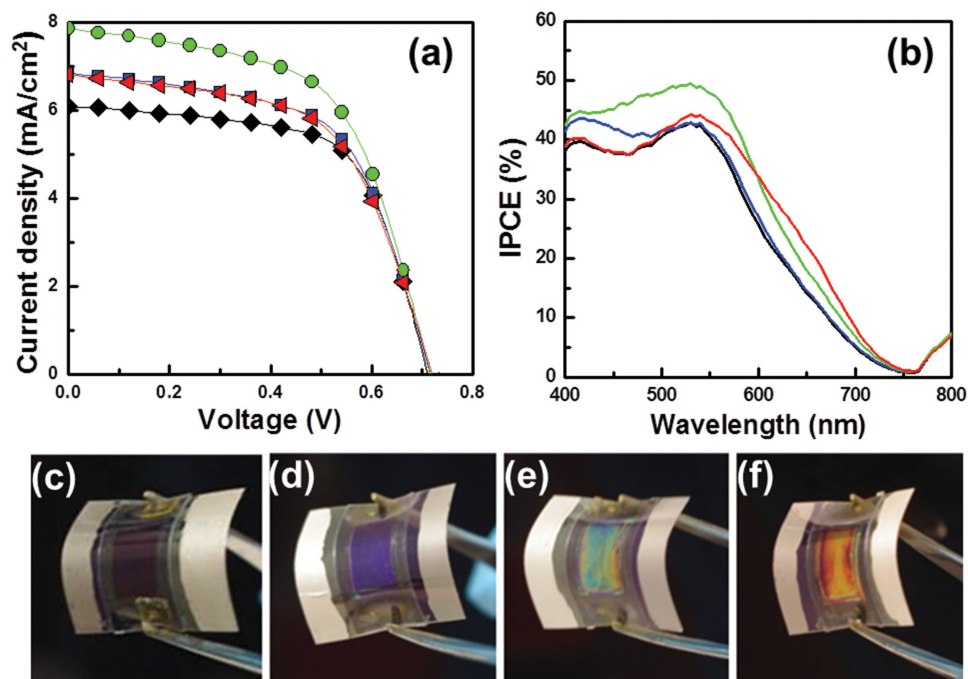 (a)
Current density (mA/cm²)
8
6
4
2
0
0.0 0.2 0.4 0.6 0.8
Voltage (V)
(b)
IPCE (%)
60
50
40
30
20
10
0
400 500 600 700 800
Wavelength (nm)
(c) (d) (e) (f)